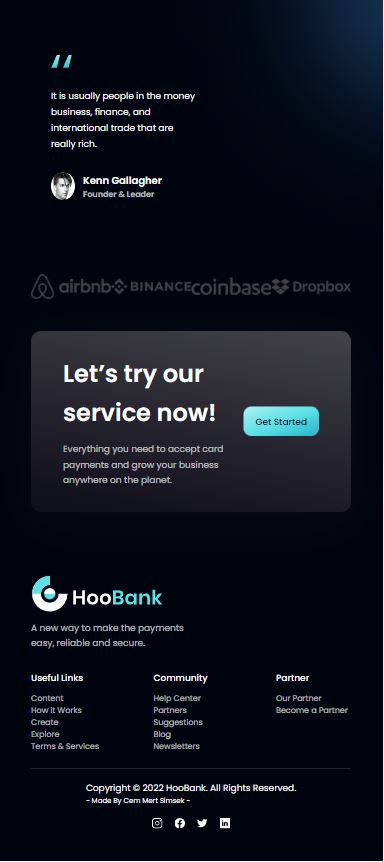 “
It is usually people in the money
business, finance, and
international trade that are
really rich.
Kenn Gallagher
Founder & Leader
airbnb BINANCE coinbase Dropbox
Let’s try our
service now!
Get Started
Everything you need to accept card
payments and grow your business
anywhere on the planet.
HooBank
A new way to make the payments
easy, reliable and secure.
Useful Links Community Partner
Content Help Center Our Partner
How it Works Partners Become a Partner
Create Suggestions
Explore Blog
Terms & Services Newsletters
Copyright © 2022 HooBank. All Rights Reserved.
- Made By Cem Mert Simsek -